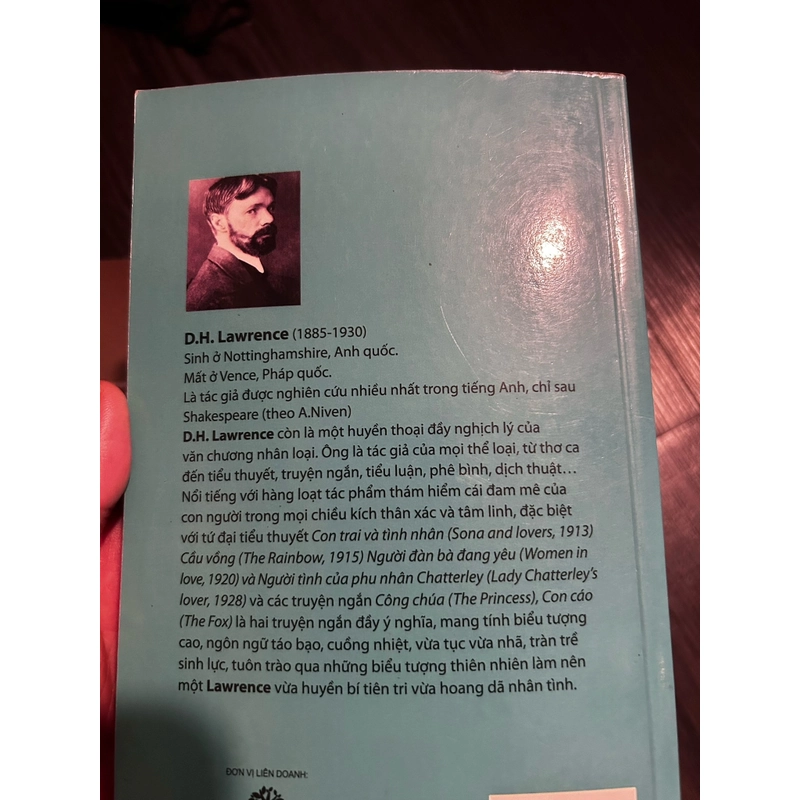 D.H. Lawrence (1885-1930)
Sinh ở Nottinghamshire, Anh quốc.
Mất ở Vence, Pháp quốc.
Là tác giả được nghiên cứu nhiều nhất trong tiếng Anh, chỉ sau
Shakespeare (theo A.Niven)
D.H. Lawrence còn là một huyền thoại đầy nghịch lý của
văn chương nhân loại. Ông là tác giả của mọi thể loại, từ thơ ca
đến tiểu thuyết, truyện ngắn, tiểu luận, phê bình, dịch thuật...
Nổi tiếng với hàng loạt tác phẩm thám hiểm cái đam mê của
con người trong mọi chiều kích thân xác và tâm linh, đặc biệt
với tứ đại tiểu thuyết Con trai và tình nhân (Sona and lovers, 1913)
Cầu vồng (The Rainbow, 1915) Người đàn bà đang yêu (Women in
love, 1920) và Người tình của phu nhân Chatterley (Lady Chatterley's
lover, 1928) và các truyện ngắn Công chúa (The Princess), Con cáo
(The Fox) là hai truyện ngắn đầy ý nghĩa, mang tính biểu tượng
cao, ngôn ngữ táo bạo, cuồng nhiệt, vừa tục vừa nhã, tràn trề
sinh lực, tuôn trào qua những biểu tượng thiên nhiên làm nên
một Lawrence vừa huyền bí tiên tri vừa hoang dã nhân tình.
ĐƠN VỊ LIÊN DOANH: